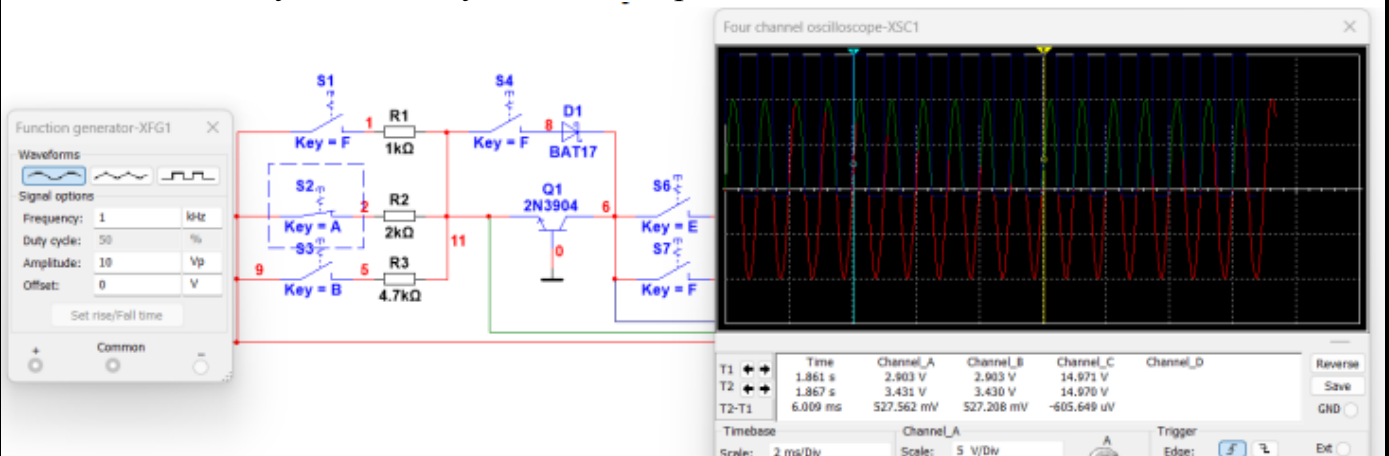 Four channel oscilloscope-XSC1
Function generator-XFG1
Waveforms
Signal options
Frequency: 1 kHz
Duty cycle: 50 %
Amplitude: 10 Vp
Offset: 0 V
Set rise/Fall time
+ Common −
S1
Key = F
1
R1
1kΩ
S4
Key = F
8
D1
BAT17
S2
Key = A
2
R2
2kΩ
11
Q1
2N3904
0
6
S6
Key = E
S3
9
Key = B
5
R3
4.7kΩ
S7
Key = F
Time Channel_A Channel_B Channel_C Channel_D
T1 1.861 s 2.903 V 2.903 V 14.971 V
T2 1.867 s 3.431 V 3.430 V 14.970 V
T2-T1 6.009 ms 527.562 mV 527.208 mV -605.649 uV
Reverse
Save
GND
Timebase
Scale: 2 ms/Div
Channel_A
Scale: 5 V/Div
A
Trigger
Edge:
Ext